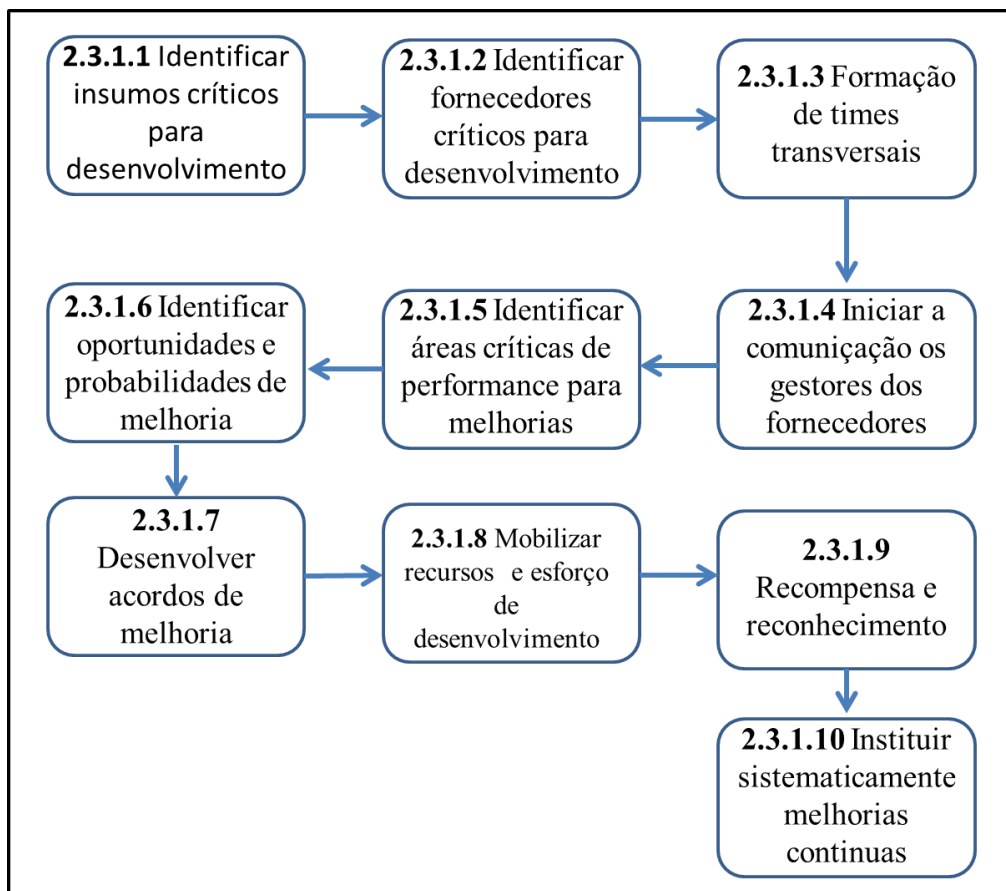 2.3.1.1 Identificar
insumos críticos
para
desenvolvimento
2.3.1.2 Identificar
fornecedores
críticos para
desenvolvimento
2.3.1.3 Formação
de times
transversais
2.3.1.4 Iniciar a
comuniçação os
gestores dos
fornecedores
2.3.1.5 Identificar
áreas críticas de
performance para
melhorias
2.3.1.6 Identificar
oportunidades e
probabilidades de
melhoria
2.3.1.7
Desenvolver
acordos de
melhoria
2.3.1.8 Mobilizar
recursos e esforço
de
desenvolvimento
2.3.1.9
Recompensa e
reconhecimento
2.3.1.10 Instituir
sistematicamente
melhorias
continuas